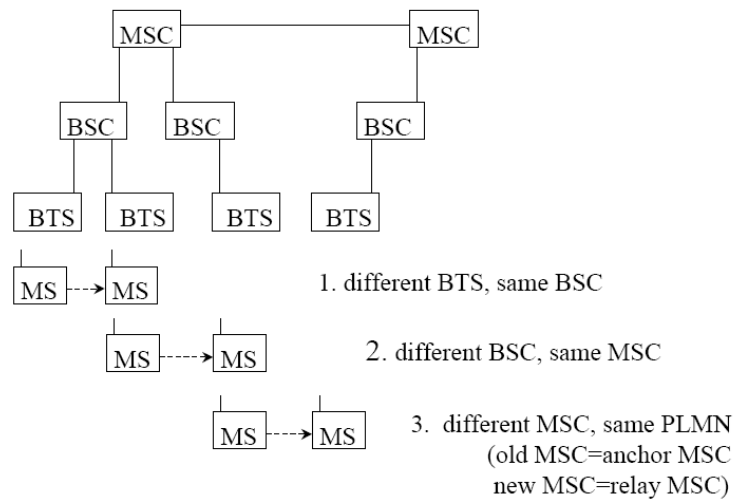 MSC MSC
BSC BSC BSC
BTS BTS BTS BTS
MS MS 1. different BTS, same BSC
MS MS 2. different BSC, same MSC
MS MS 3. different MSC, same PLMN
(old MSC=anchor MSC
new MSC=relay MSC)